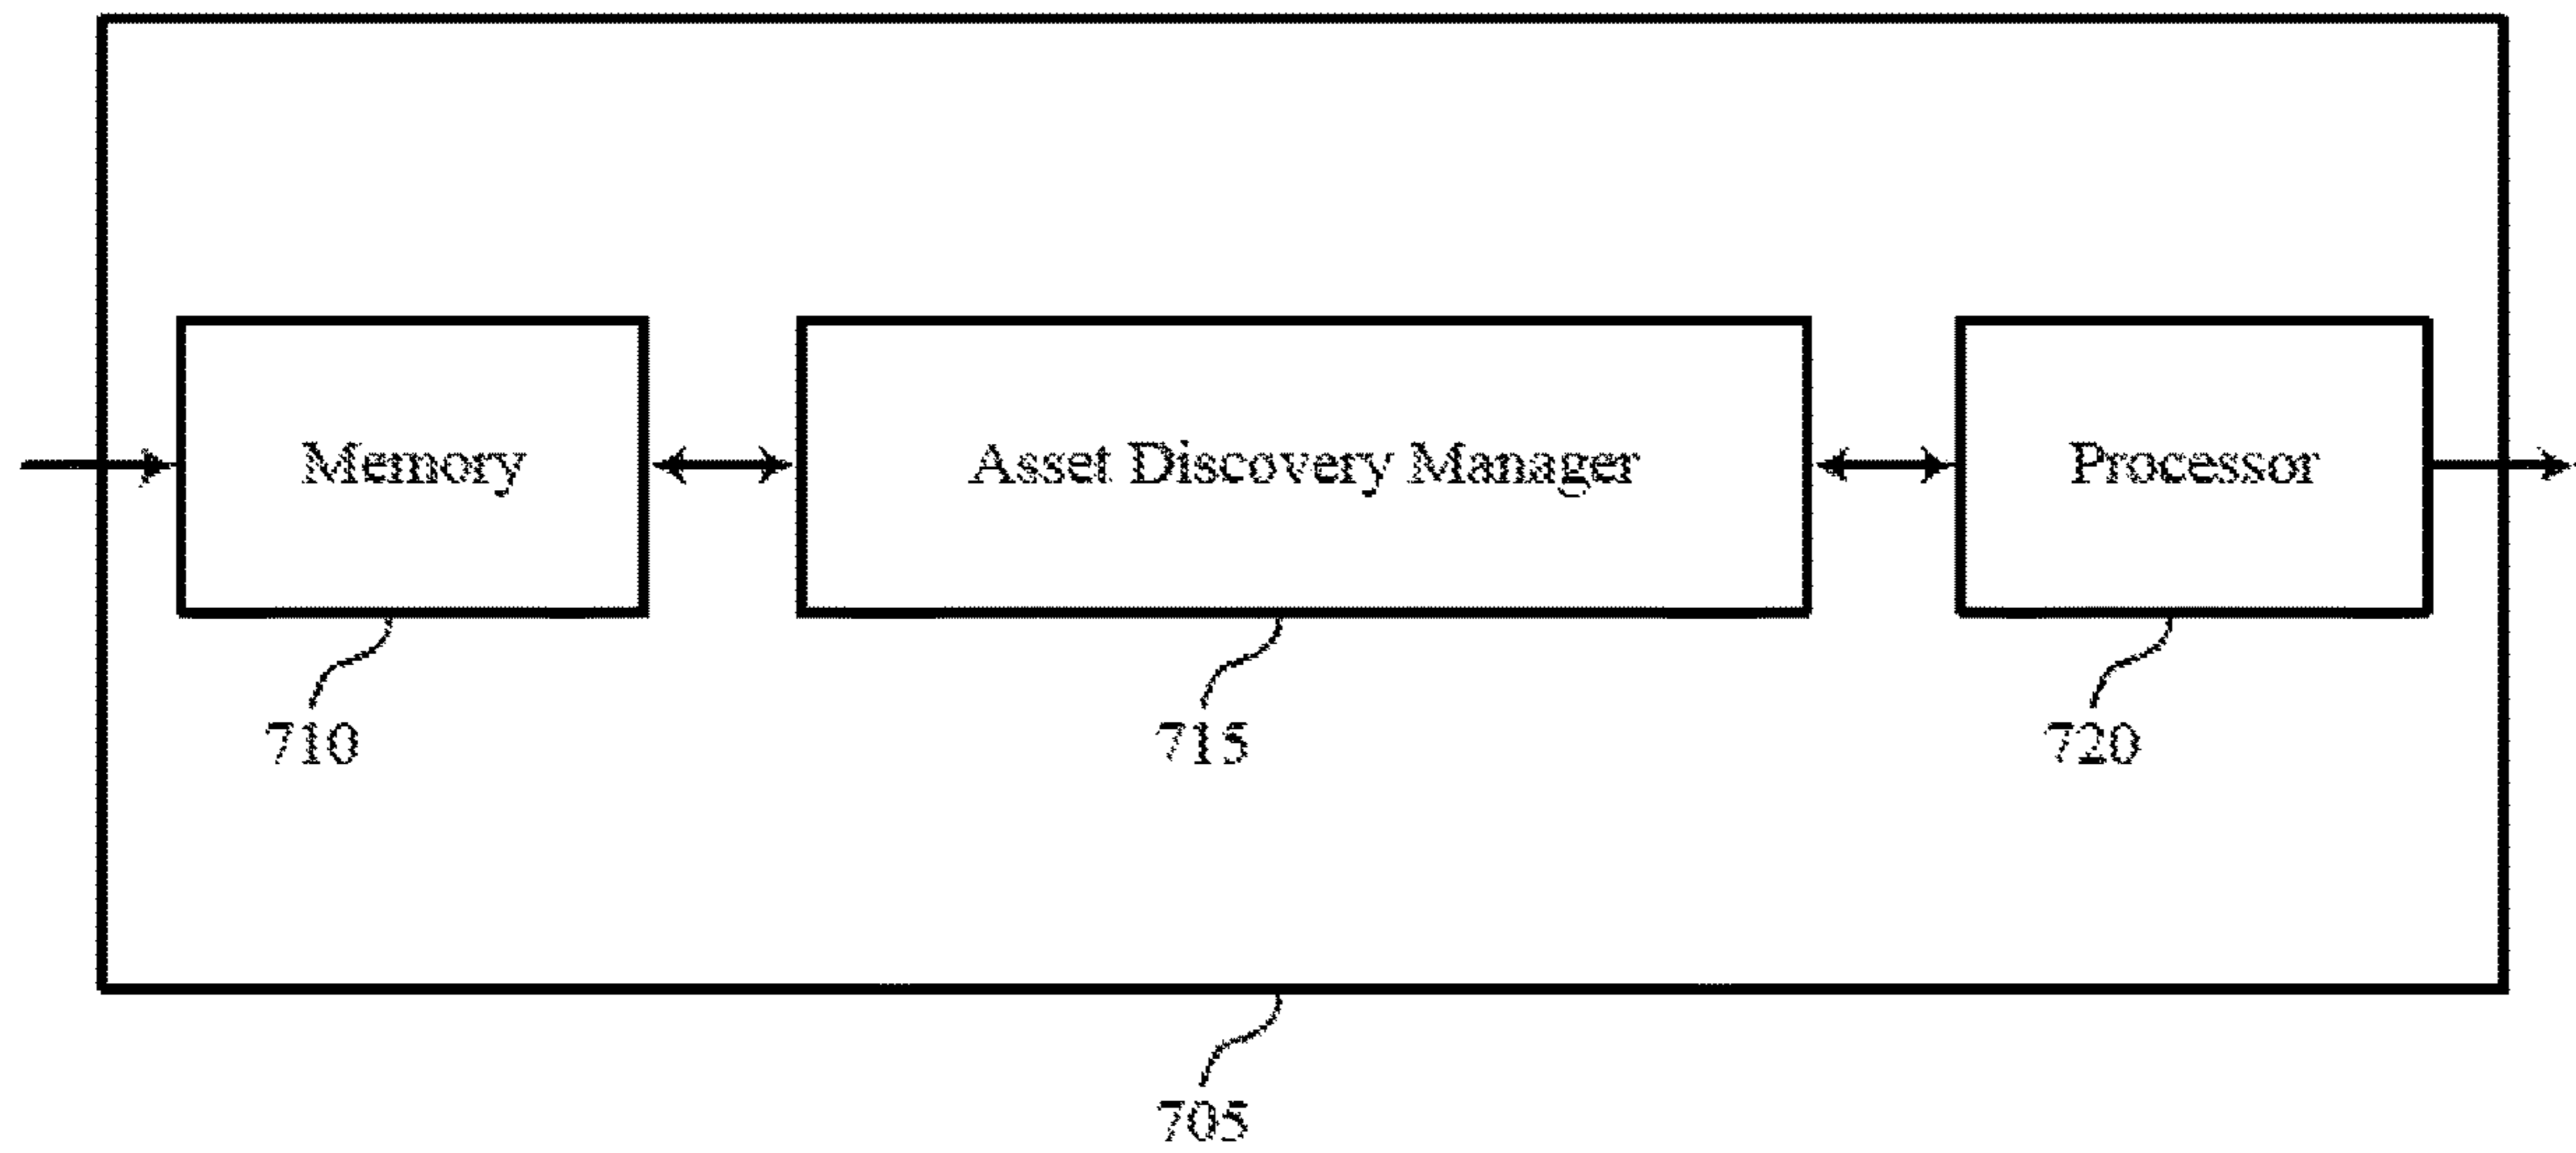 Memory
Asset Discovery Manager
Processor
710
715
720
705